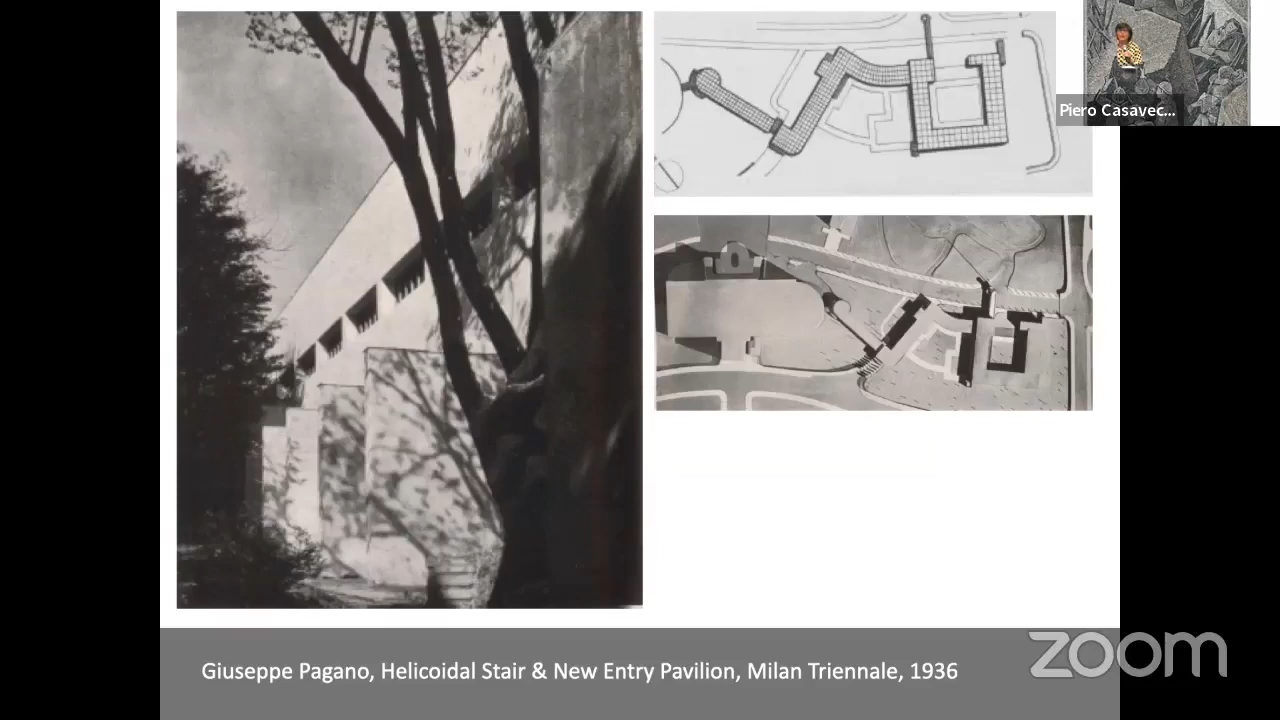 Piero Casavec...
Giuseppe Pagano, Helicoidal Stair & New Entry Pavilion, Milan Triennale, 1936
zoom